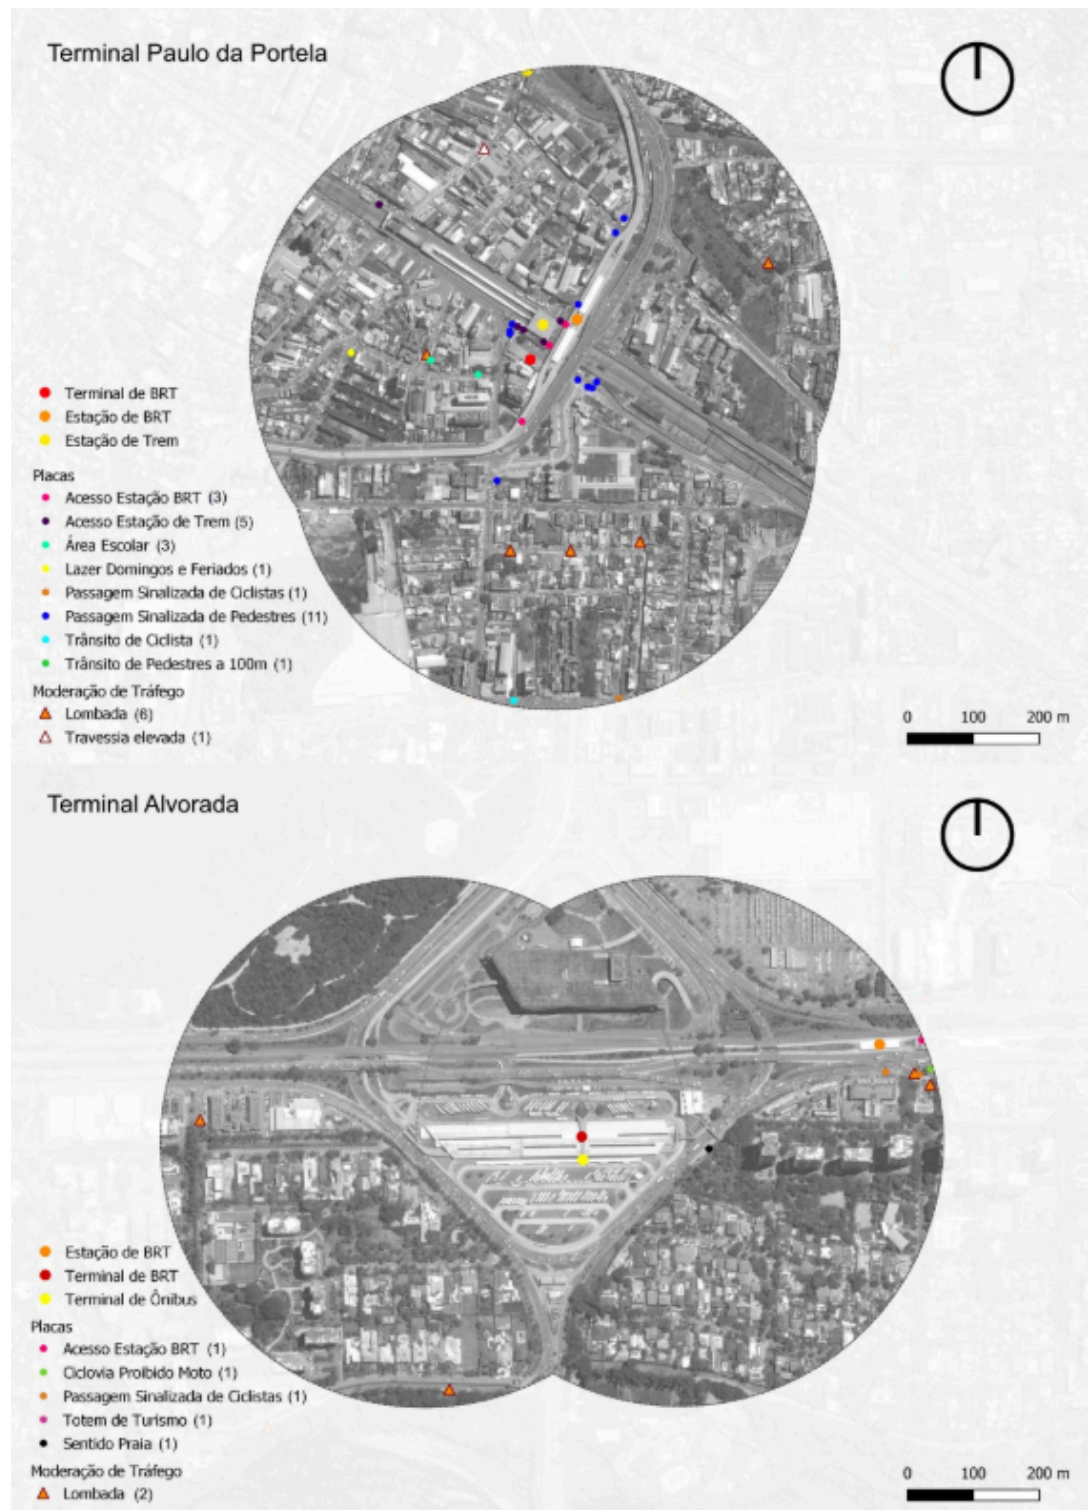 Terminal Paulo da Portela
Terminal de BRT
Estação de BRT
Estação de Trem
Placas
Acesso Estação BRT (3)
Acesso Estação de Trem (5)
Área Escolar (3)
Lazer Domingos e Feriados (1)
Passagem Sinalizada de Ciclistas (1)
Passagem Sinalizada de Pedestres (11)
Trânsito de Ciclista (1)
Trânsito de Pedestres a 100m (1)
Moderação de Tráfego
Lombada (6)
Travessia elevada (1)
0 100 200 m
Terminal Alvorada
Estação de BRT
Terminal de BRT
Terminal de Ônibus
Placas
Acesso Estação BRT (1)
Ciclovia Proibido Moto (1)
Passagem Sinalizada de Ciclistas (1)
Totem de Turismo (1)
Sentido Praia (1)
Moderação de Tráfego
Lombada (2)
0 100 200 m